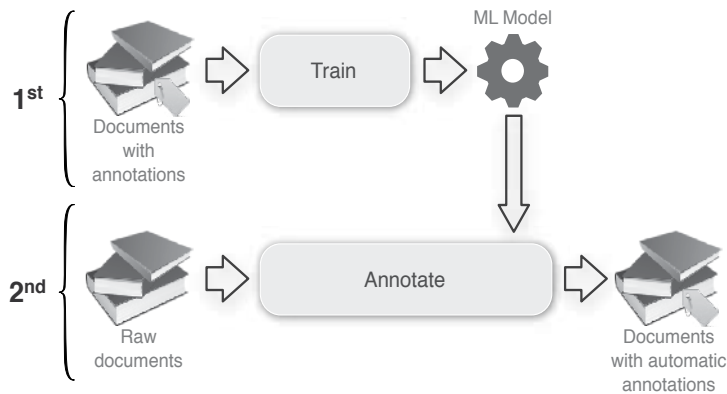 ML Model
Train
1st
Documents
with
annotations
2nd
Annotate
Raw
documents
Documents
with automatic
annotations